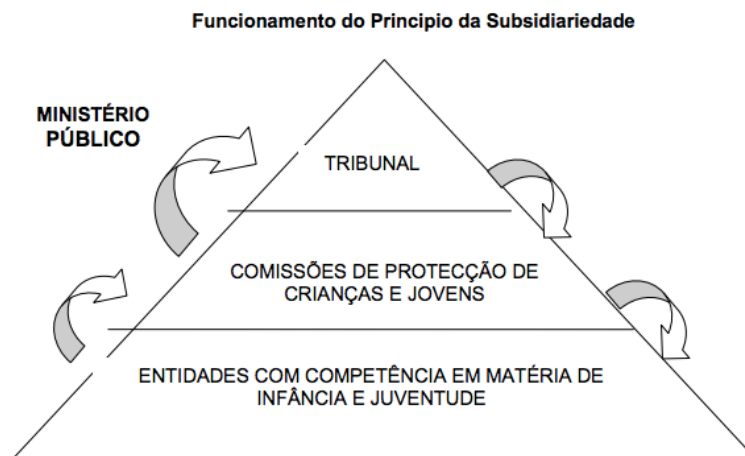 Funcionamento do Principio da Subsidiariedade
MINISTÉRIO
PÚBLICO
TRIBUNAL
COMISSÕES DE PROTECÇÃO DE
CRIANÇAS E JOVENS
ENTIDADES COM COMPETÊNCIA EM MATÉRIA DE
INFÂNCIA E JUVENTUDE